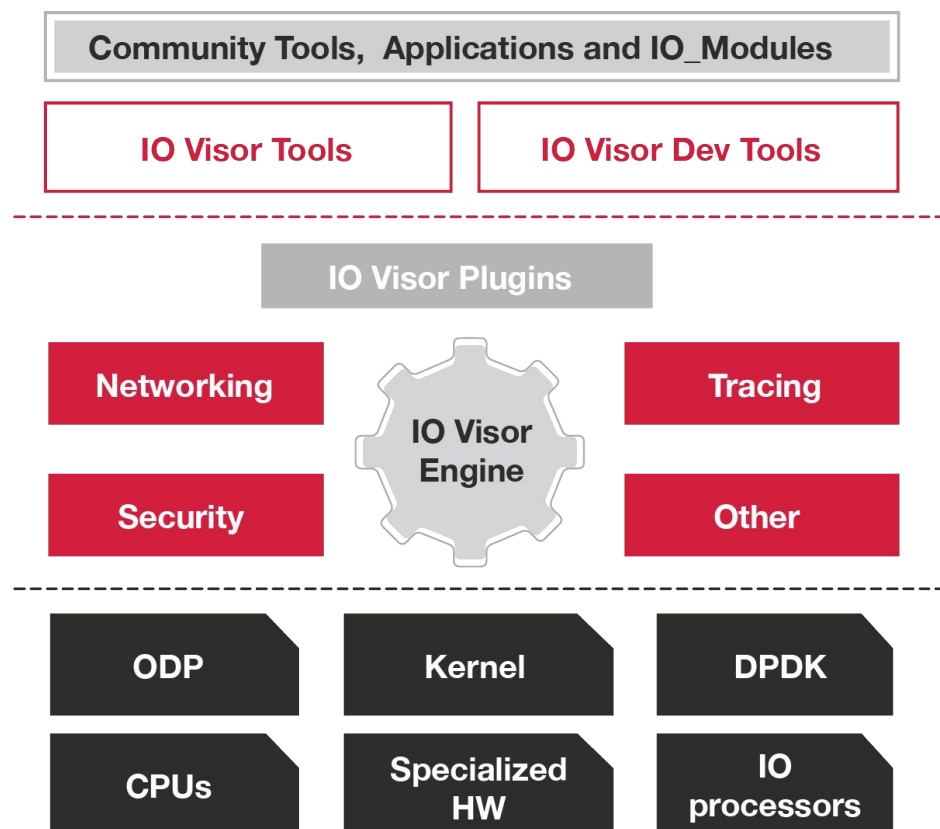 Community Tools, Applications and IO_Modules
IO Visor Tools
IO Visor Dev Tools
IO Visor Plugins
Networking
Tracing
IO Visor
Engine
Security
Other
ODP
Kernel
DPDK
CPUs
Specialized
HW
IO
processors